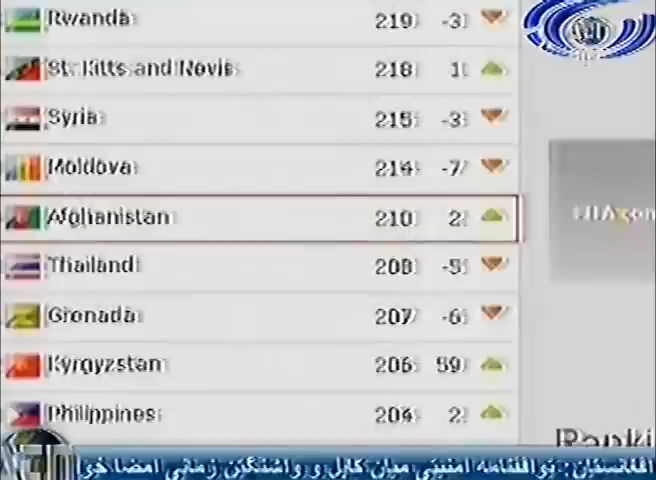 Rwanda 219 -3
St. Kitts and Nevis 218 1
Syria 215 -3
Moldova 214 -7
Afghanistan 210 2
Thailand 208 -5
Grenada 207 -6
Kyrgyzstan 206 59
Philippines 204 2
Ranki
افغانستان : توافقنامه امنیتی میان کابل و واشنگتن زمانی امضا خوا